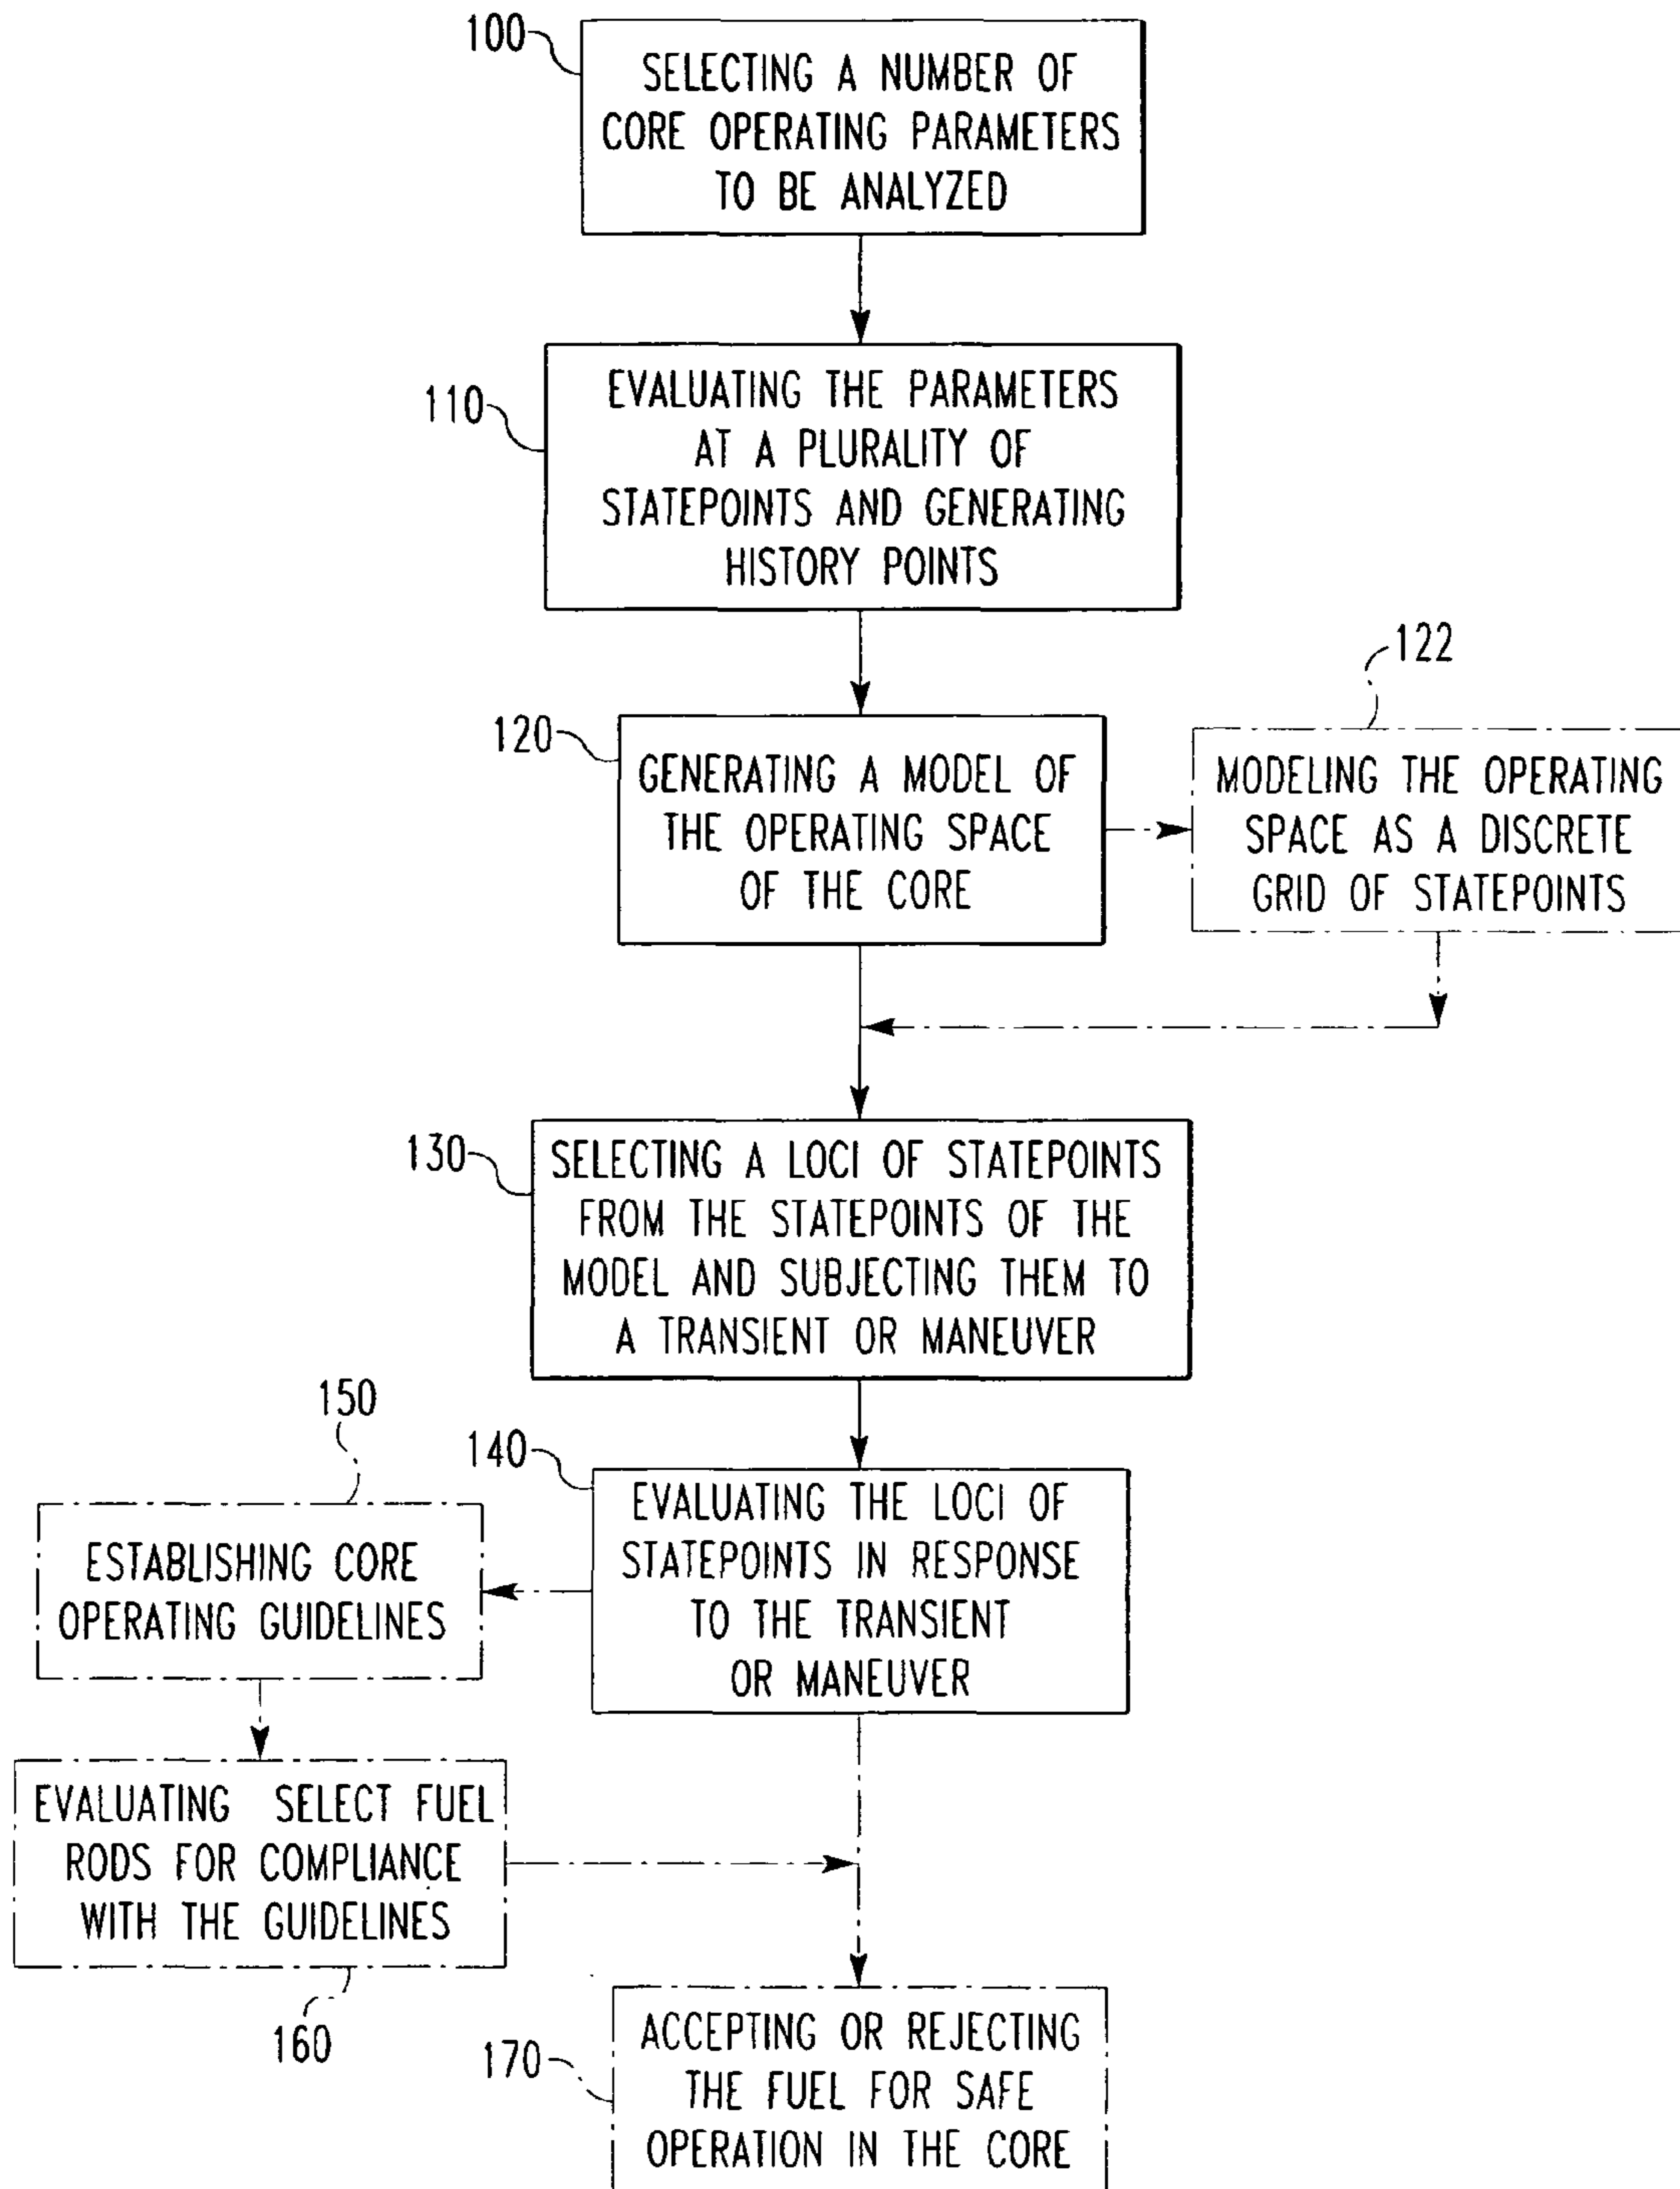 100
SELECTING A NUMBER OF
CORE OPERATING PARAMETERS
TO BE ANALYZED
110
EVALUATING THE PARAMETERS
AT A PLURALITY OF
STATEPOINTS AND GENERATING
HISTORY POINTS
122
120
GENERATING A MODEL OF
THE OPERATING SPACE
OF THE CORE
MODELING THE OPERATING
SPACE AS A DISCRETE
GRID OF STATEPOINTS
130
SELECTING A LOCI OF STATEPOINTS
FROM THE STATEPOINTS OF THE
MODEL AND SUBJECTING THEM TO
A TRANSIENT OR MANEUVER
150
140
EVALUATING THE LOCI OF
STATEPOINTS IN RESPONSE
TO THE TRANSIENT
OR MANEUVER
ESTABLISHING CORE
OPERATING GUIDELINES
EVALUATING SELECT FUEL
RODS FOR COMPLIANCE
WITH THE GUIDELINES
160
170
ACCEPTING OR REJECTING
THE FUEL FOR SAFE
OPERATION IN THE CORE